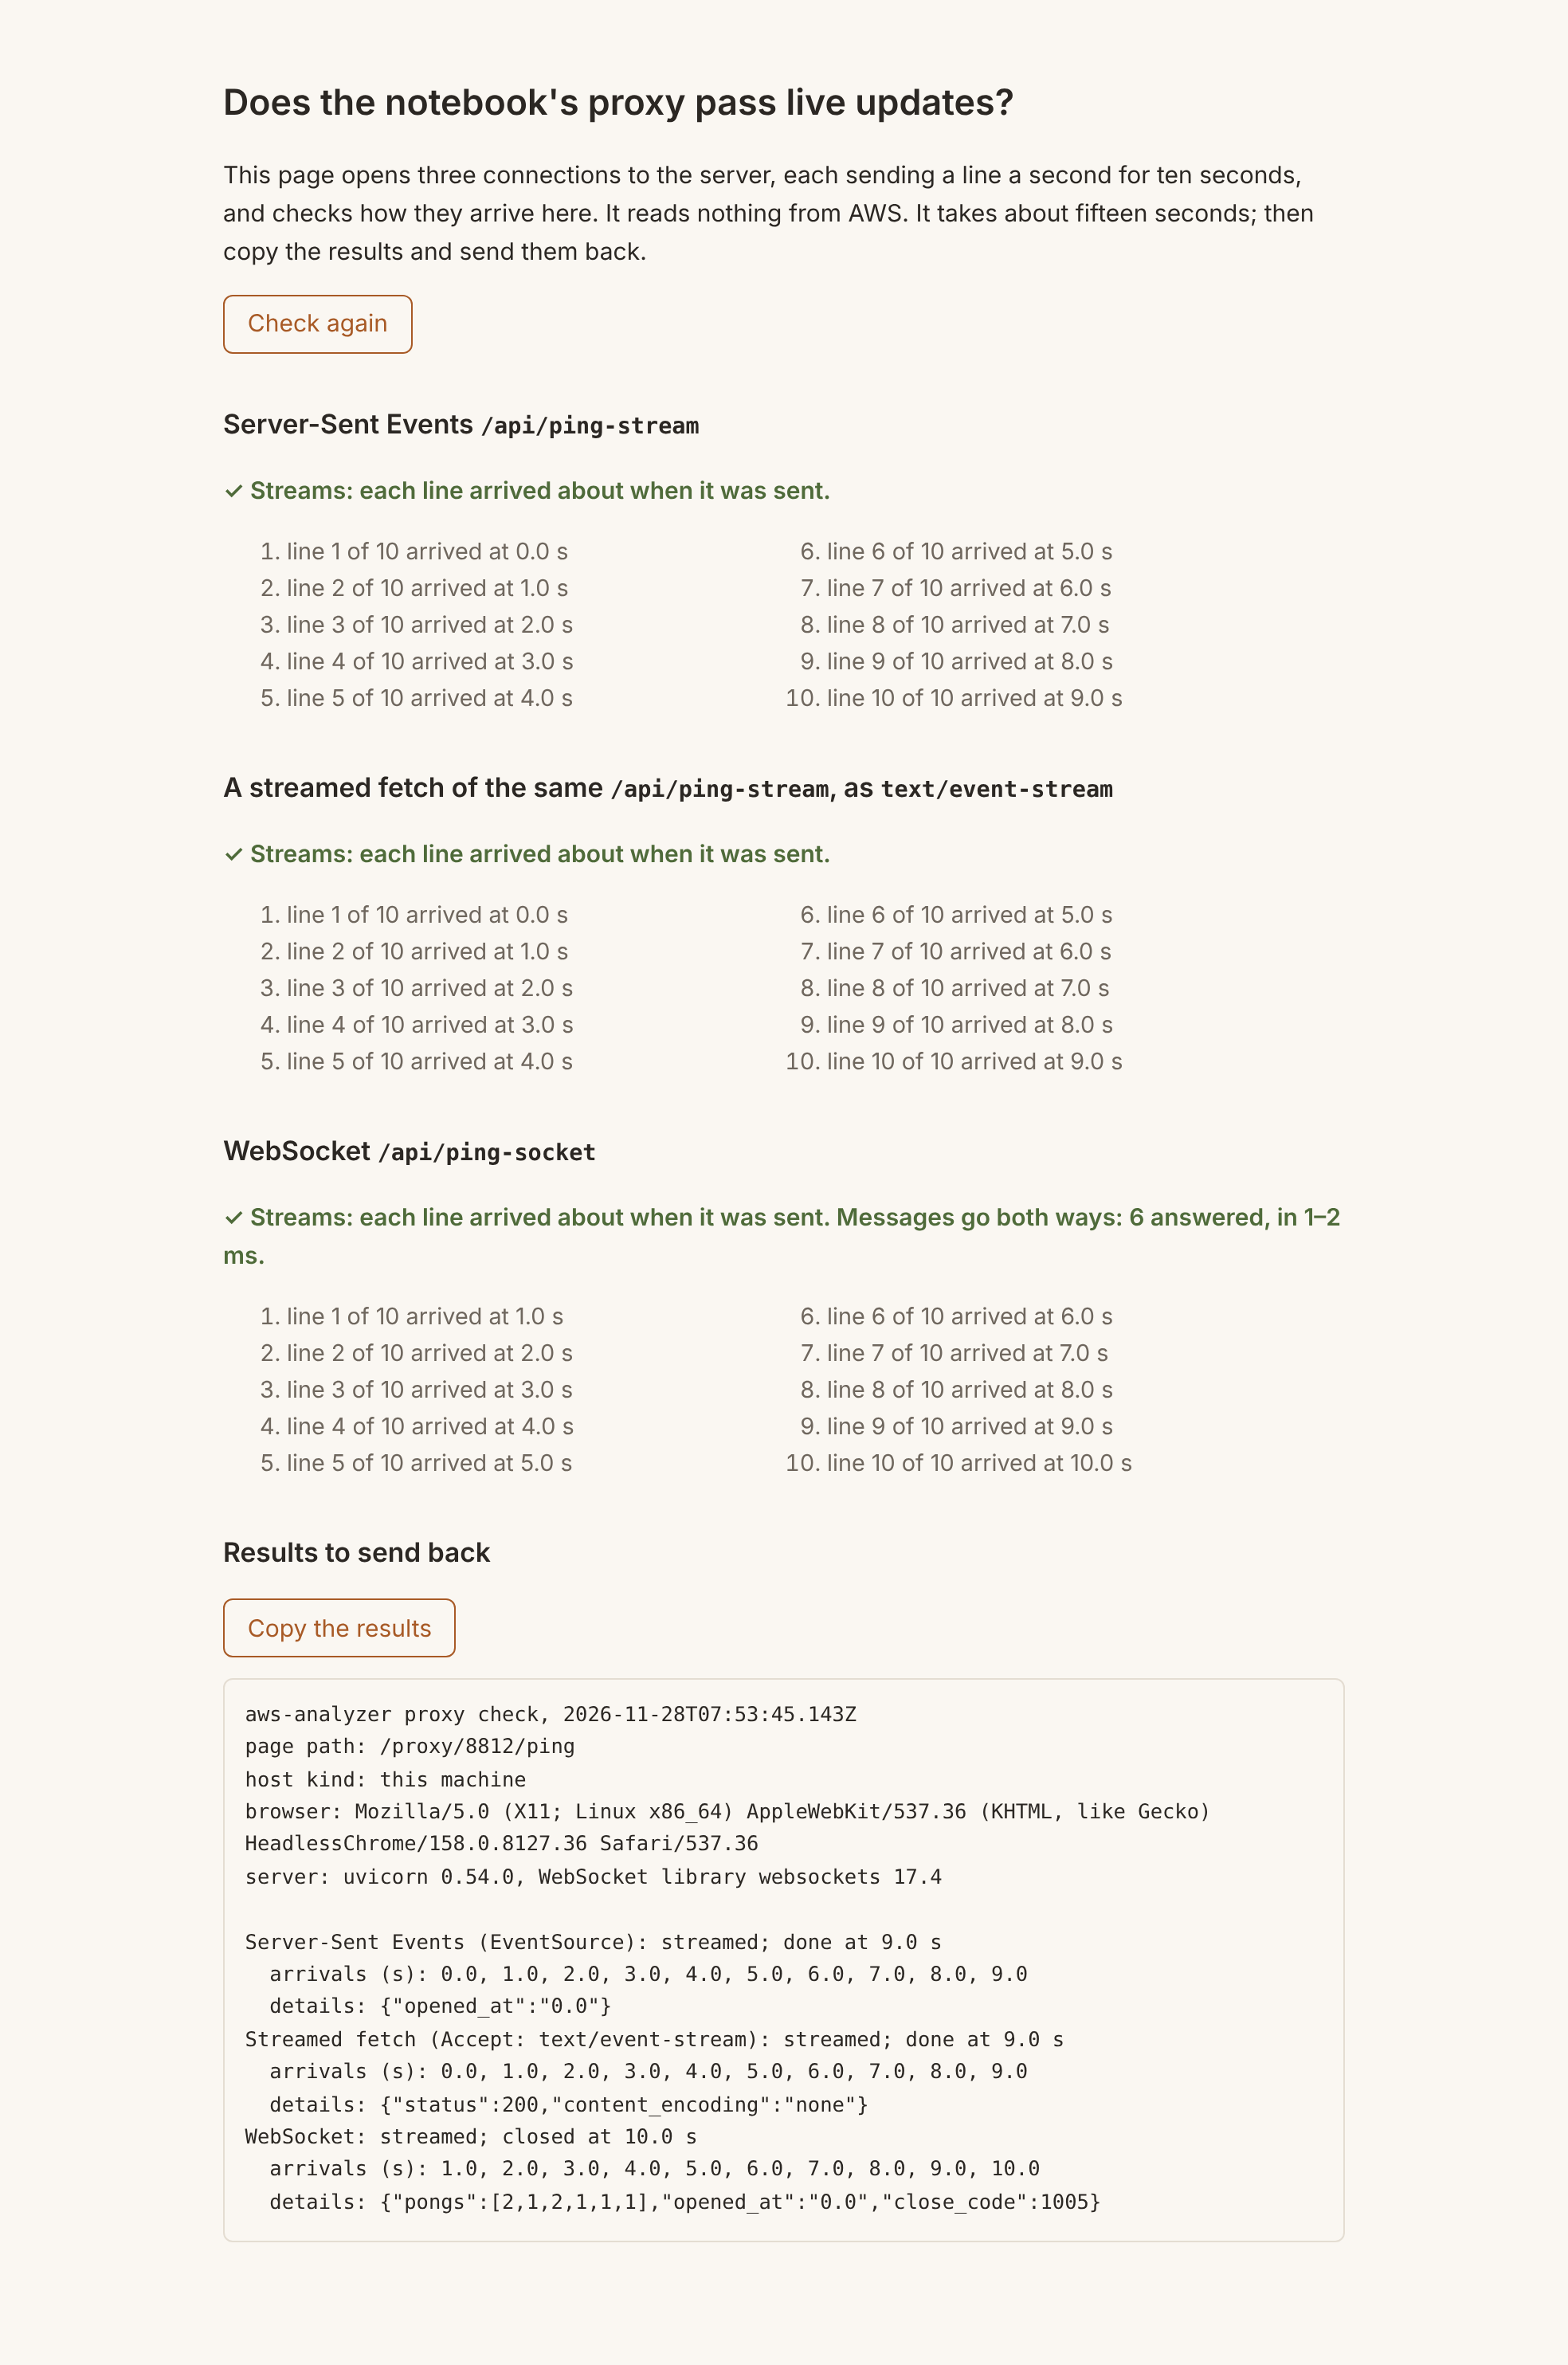 Does the notebook's proxy pass live updates?
This page opens three connections to the server, each sending a line a second for ten seconds,
and checks how they arrive here. It reads nothing from AWS. It takes about fifteen seconds; then
copy the results and send them back.
Check again
Server-Sent Events /api/ping-stream
✓ Streams: each line arrived about when it was sent.
1. line 1 of 10 arrived at 0.0 s
2. line 2 of 10 arrived at 1.0 s
3. line 3 of 10 arrived at 2.0 s
4. line 4 of 10 arrived at 3.0 s
5. line 5 of 10 arrived at 4.0 s
6. line 6 of 10 arrived at 5.0 s
7. line 7 of 10 arrived at 6.0 s
8. line 8 of 10 arrived at 7.0 s
9. line 9 of 10 arrived at 8.0 s
10. line 10 of 10 arrived at 9.0 s
A streamed fetch of the same /api/ping-stream, as text/event-stream
✓ Streams: each line arrived about when it was sent.
1. line 1 of 10 arrived at 0.0 s
2. line 2 of 10 arrived at 1.0 s
3. line 3 of 10 arrived at 2.0 s
4. line 4 of 10 arrived at 3.0 s
5. line 5 of 10 arrived at 4.0 s
6. line 6 of 10 arrived at 5.0 s
7. line 7 of 10 arrived at 6.0 s
8. line 8 of 10 arrived at 7.0 s
9. line 9 of 10 arrived at 8.0 s
10. line 10 of 10 arrived at 9.0 s
WebSocket /api/ping-socket
✓ Streams: each line arrived about when it was sent. Messages go both ways: 6 answered, in 1–2
ms.
1. line 1 of 10 arrived at 1.0 s
2. line 2 of 10 arrived at 2.0 s
3. line 3 of 10 arrived at 3.0 s
4. line 4 of 10 arrived at 4.0 s
5. line 5 of 10 arrived at 5.0 s
6. line 6 of 10 arrived at 6.0 s
7. line 7 of 10 arrived at 7.0 s
8. line 8 of 10 arrived at 8.0 s
9. line 9 of 10 arrived at 9.0 s
10. line 10 of 10 arrived at 10.0 s
Results to send back
Copy the results
aws-analyzer proxy check, 2026-11-28T07:53:45.143Z
page path: /proxy/8812/ping
host kind: this machine
browser: Mozilla/5.0 (X11; Linux x86_64) AppleWebKit/537.36 (KHTML, like Gecko)
HeadlessChrome/158.0.8127.36 Safari/537.36
server: uvicorn 0.54.0, WebSocket library websockets 17.4
Server-Sent Events (EventSource): streamed; done at 9.0 s
arrivals (s): 0.0, 1.0, 2.0, 3.0, 4.0, 5.0, 6.0, 7.0, 8.0, 9.0
details: {"opened_at":"0.0"}
Streamed fetch (Accept: text/event-stream): streamed; done at 9.0 s
arrivals (s): 0.0, 1.0, 2.0, 3.0, 4.0, 5.0, 6.0, 7.0, 8.0, 9.0
details: {"status":200,"content_encoding":"none"}
WebSocket: streamed; closed at 10.0 s
arrivals (s): 1.0, 2.0, 3.0, 4.0, 5.0, 6.0, 7.0, 8.0, 9.0, 10.0
details: {"pongs":[2,1,2,1,1,1],"opened_at":"0.0","close_code":1005}